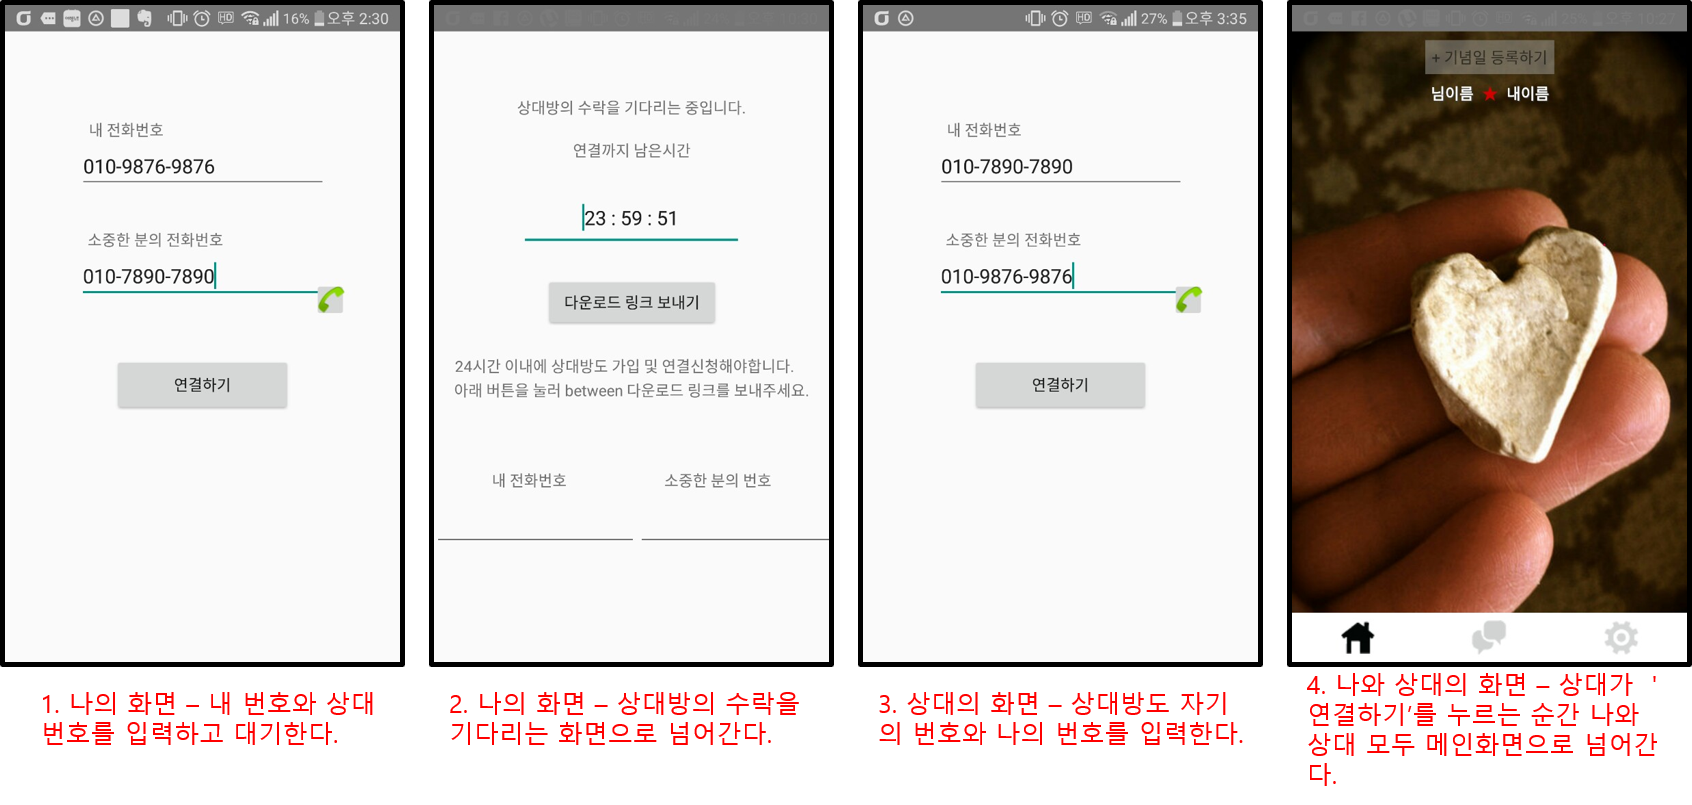 16% 오후 2:30
내 전화번호
010-9876-9876
소중한 분의 전화번호
010-7890-7890
연결하기
1. 나의 화면 – 내 번호와 상대
번호를 입력하고 대기한다.
상대방의 수락을 기다리는 중입니다.
연결까지 남은시간
23 : 59 : 51
다운로드 링크 보내기
24시간 이내에 상대방도 가입 및 연결신청해야합니다.
아래 버튼을 눌러 between 다운로드 링크를 보내주세요.
내 전화번호 소중한 분의 번호
2. 나의 화면 – 상대방의 수락을
기다리는 화면으로 넘어간다.
HD 27% 오후 3:35
내 전화번호
010-7890-7890
소중한 분의 전화번호
010-9876-9876
연결하기
3. 상대의 화면 – 상대방도 자기
의 번호와 나의 번호를 입력한다.
오후 10:27
+ 기념일 등록하기
님이름 ★ 내이름
4. 나와 상대의 화면 – 상대가 '
연결하기’를 누르는 순간 나와
상대 모두 메인화면으로 넘어간
다.